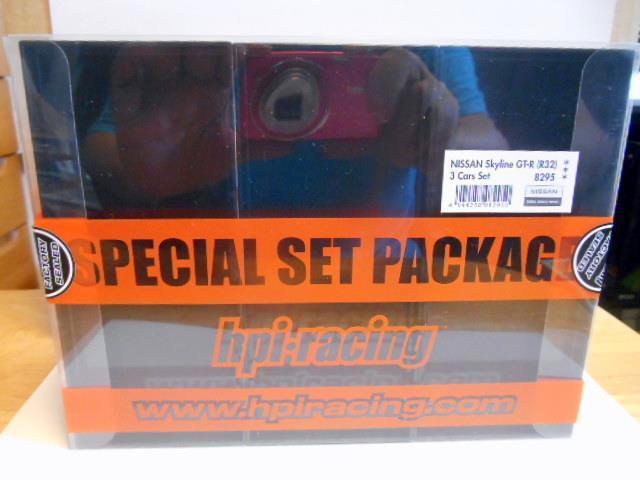 NISSAN Skyline GT-R (R32) ***
3 Cars Set 8295
NISSAN
FACTORY SEALED
SPECIAL SET PACKAGE
FACTORY SEALED
hpi·racing
www.hpiracing.com